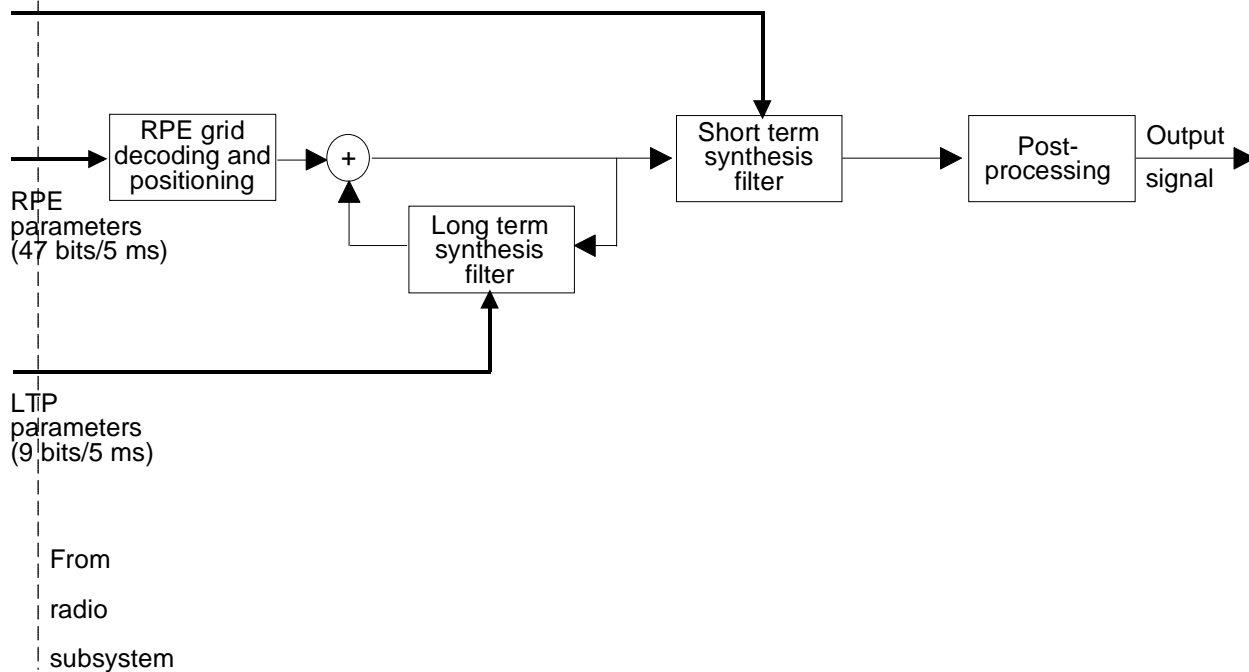 RPE grid
decoding and
positioning
+
Short term
synthesis
filter
Post-
processing
Output
signal
RPE
parameters
(47 bits/5 ms)
Long term
synthesis
filter
LTP
parameters
(9 bits/5 ms)
From
radio
subsystem